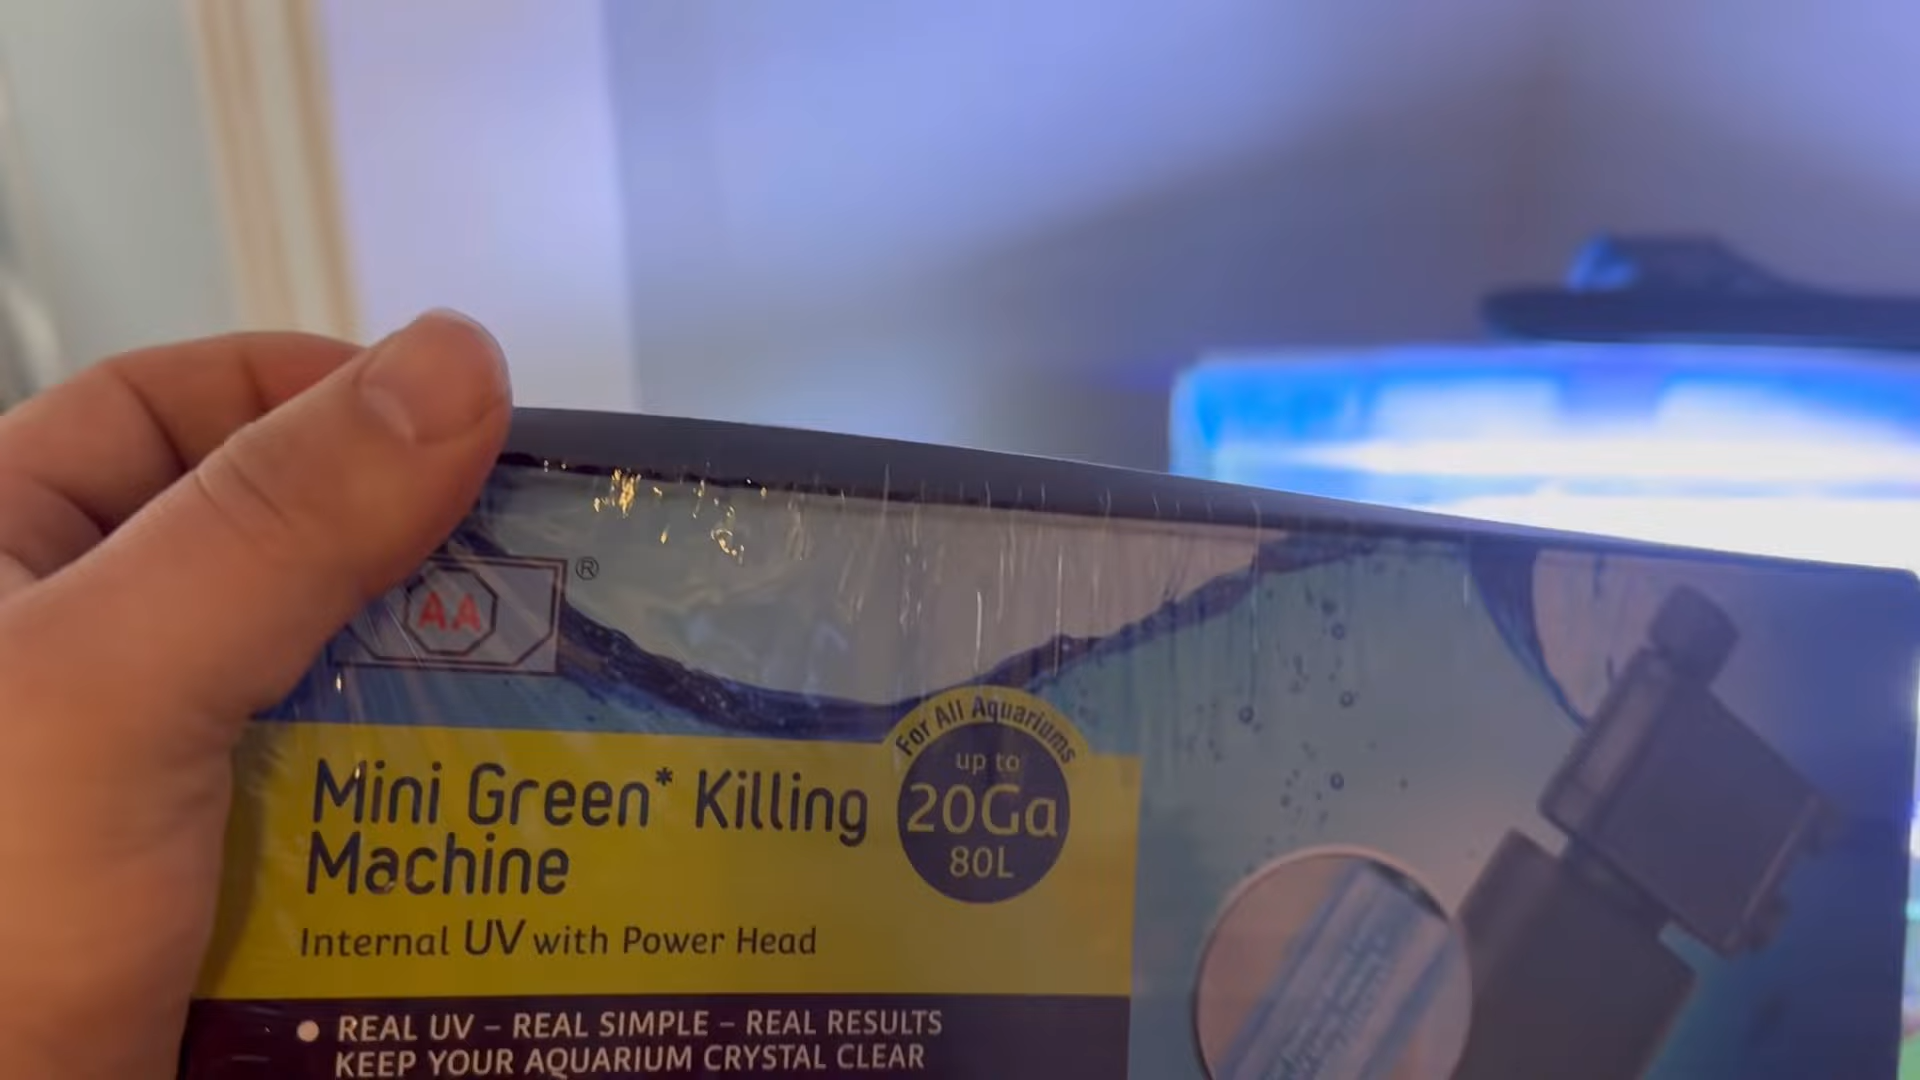 AA ®
For All Aquariums
up to
20Ga
80L
Mini Green* Killing
Machine
Internal UV with Power Head
REAL UV – REAL SIMPLE – REAL RESULTS
KEEP YOUR AQUARIUM CRYSTAL CLEAR